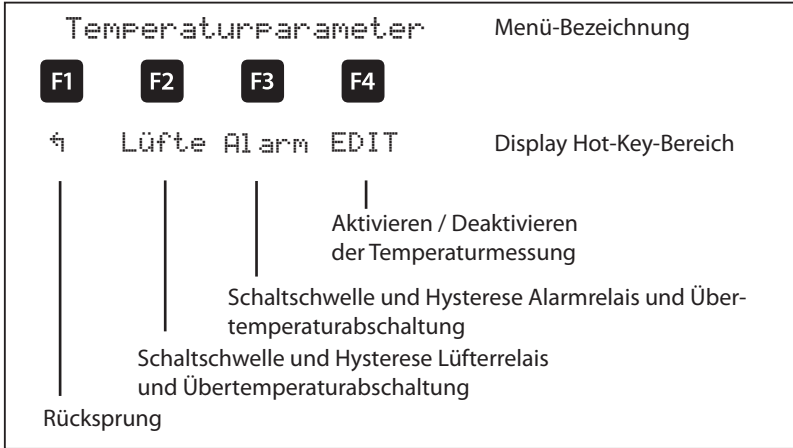 Temperaturparameter Menü-Bezeichnung
F1 F2 F3 F4
↰ Lüfte Alarm EDIT Display Hot-Key-Bereich
Aktivieren / Deaktivieren
der Temperaturmessung
Schaltschwelle und Hysterese Alarmrelais und Über-
temperaturabschaltung
Schaltschwelle und Hysterese Lüfterrelais
und Übertemperaturabschaltung
Rücksprung